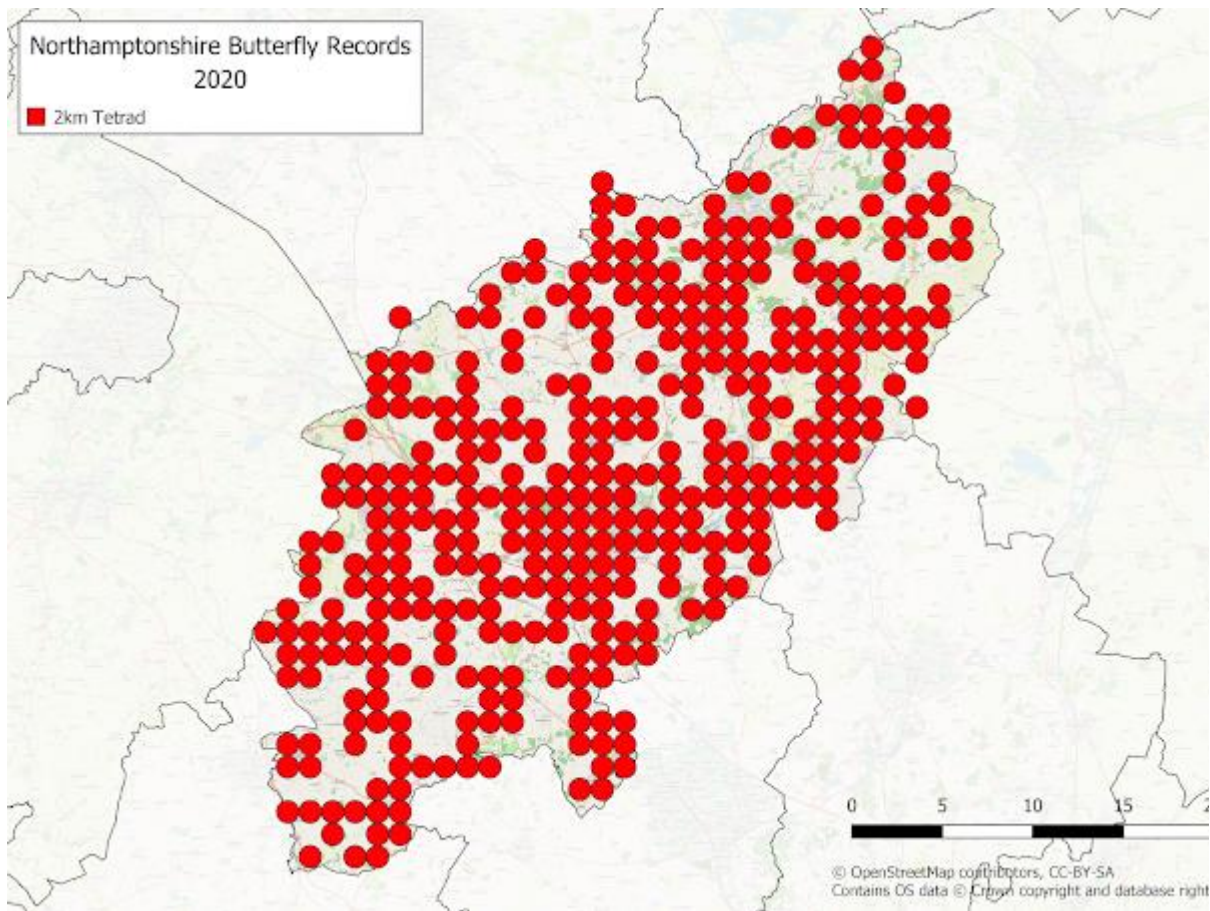 Northamptonshire Butterfly Records
2020
2km Tetrad
0 5 10 15 2
© OpenStreetMap contributors, CC-BY-SA
Contains OS data © Crown copyright and database right